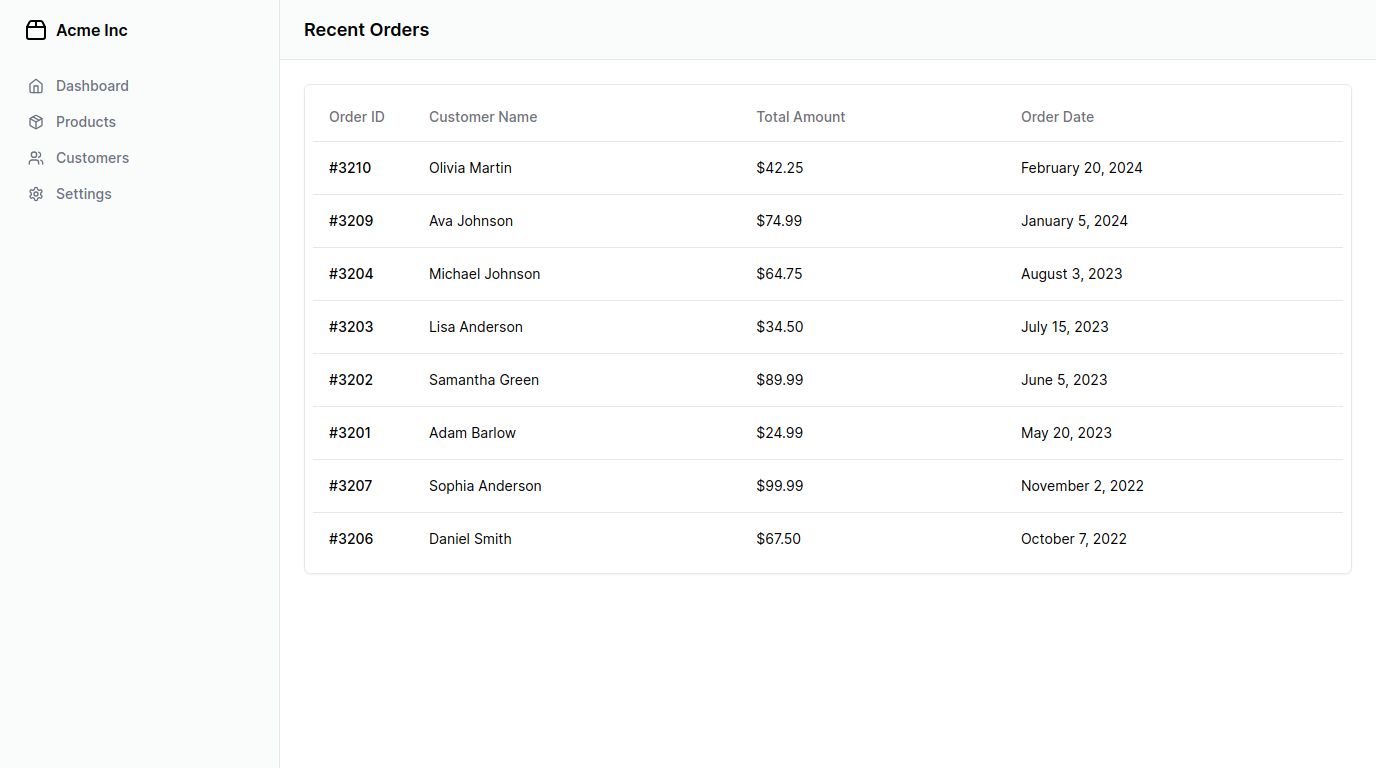 Acme Inc
Dashboard
Products
Customers
Settings
Recent Orders
Order ID Customer Name Total Amount Order Date
#3210 Olivia Martin $42.25 February 20, 2024
#3209 Ava Johnson $74.99 January 5, 2024
#3204 Michael Johnson $64.75 August 3, 2023
#3203 Lisa Anderson $34.50 July 15, 2023
#3202 Samantha Green $89.99 June 5, 2023
#3201 Adam Barlow $24.99 May 20, 2023
#3207 Sophia Anderson $99.99 November 2, 2022
#3206 Daniel Smith $67.50 October 7, 2022